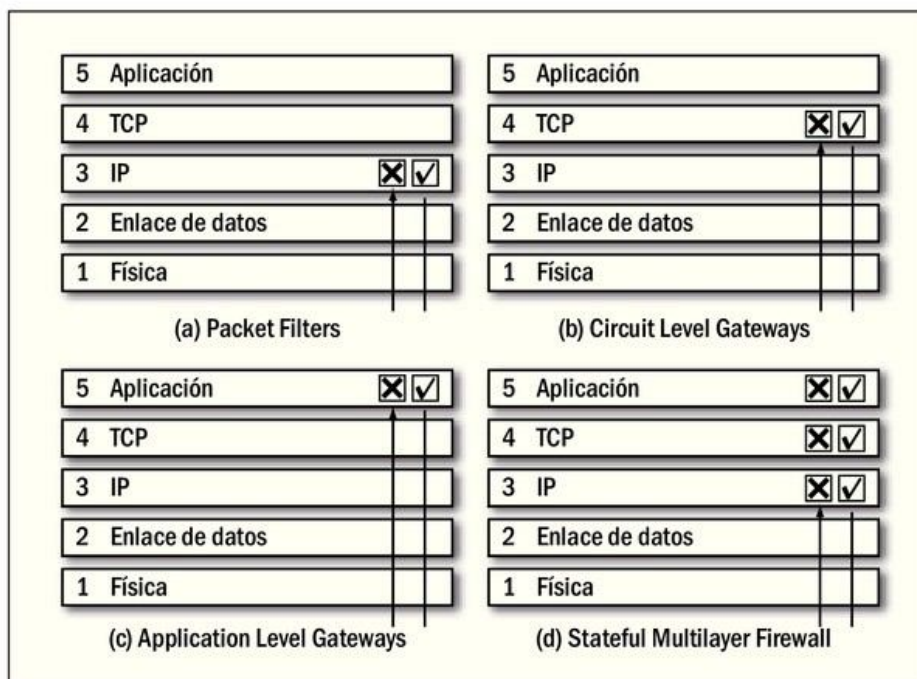 5 Aplicación
4 TCP
3 IP
2 Enlace de datos
1 Física
(a) Packet Filters
5 Aplicación
4 TCP
3 IP
2 Enlace de datos
1 Física
(b) Circuit Level Gateways
5 Aplicación
4 TCP
3 IP
2 Enlace de datos
1 Física
(c) Application Level Gateways
5 Aplicación
4 TCP
3 IP
2 Enlace de datos
1 Física
(d) Stateful Multilayer Firewall